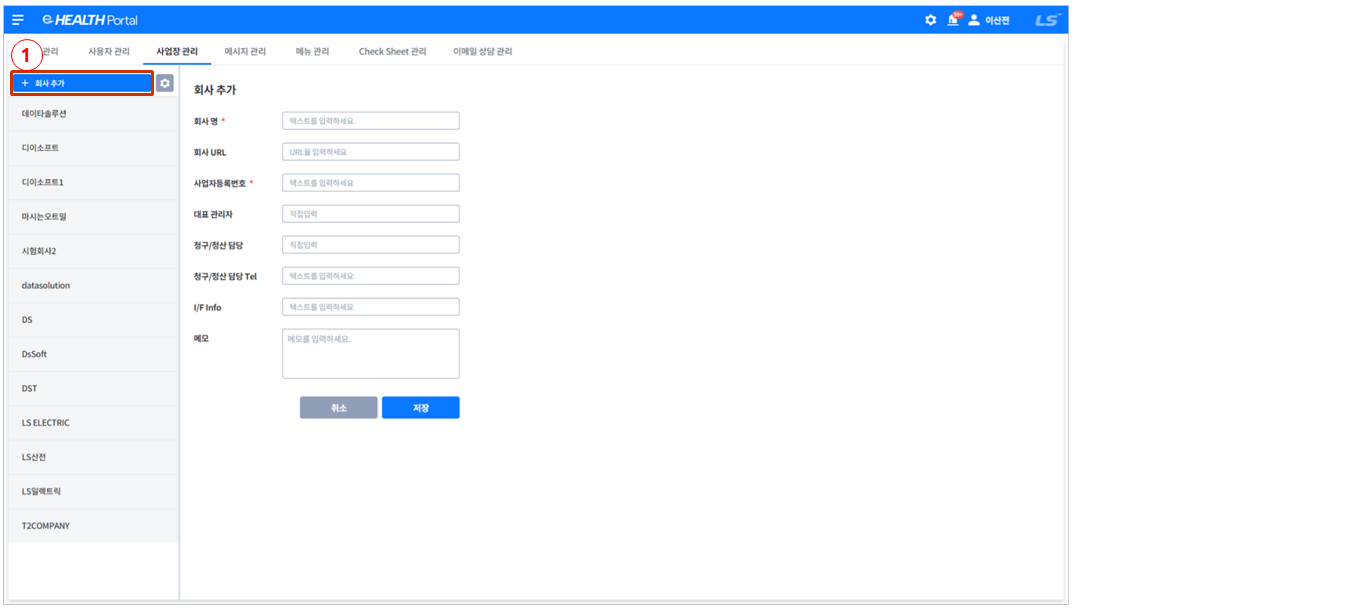 e-HEALTH Portal
99+
이산전
LS
1
관리
사용자 관리
사업장 관리
메시지 관리
메뉴 관리
Check Sheet 관리
이메일 상담 관리
+ 회사 추가
데이타솔루션
디이소프트
디이소프트1
마시는오트밀
시험회사2
datasolution
DS
DsSoft
DST
LS ELECTRIC
LS산전
LS일렉트릭
T2COMPANY
회사 추가
회사 명 *
텍스트를 입력하세요
회사 URL
URL을 입력하세요
사업자등록번호 *
텍스트를 입력하세요
대표 관리자
직접입력
청구/정산 담당
직접입력
청구/정산 담당 Tel
텍스트를 입력하세요
I/F Info
텍스트를 입력하세요
메모
메모를 입력하세요.
취소
저장